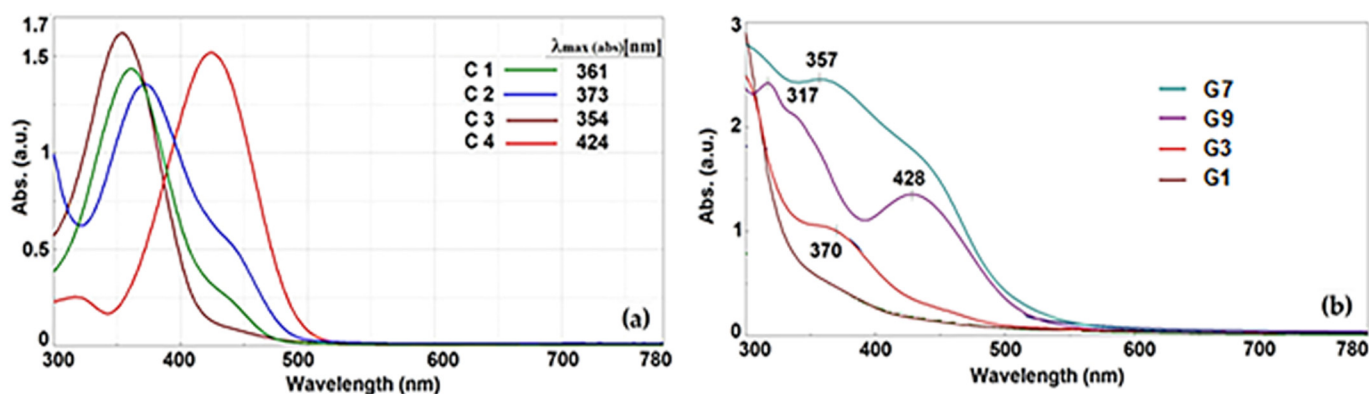 1.7
1.5
1
0.5
0
Abs. (a.u.)
300 400 500 600 700 780
Wavelength (nm)
λmax (abs)[nm]
C 1 361
C 2 373
C 3 354
C 4 424
(a)
3
2
1
0
Abs. (a.u.)
300 400 500 600 700 780
Wavelength (nm)
357
317
428
370
G7
G9
G3
G1
(b)